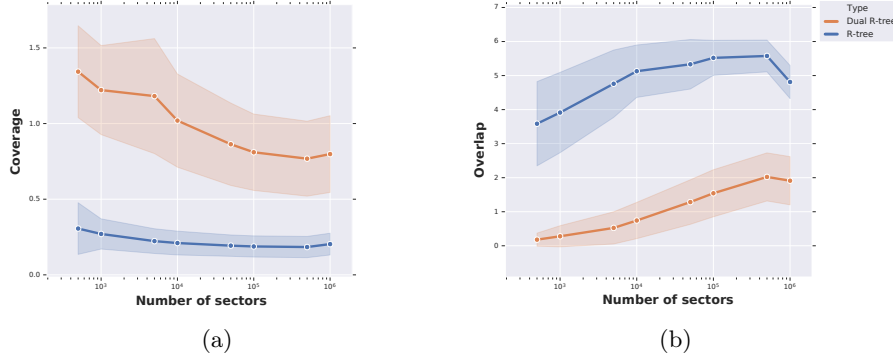 Coverage
1.5
1.0
0.5
0.0
10³ 10⁴ 10⁵ 10⁶
Number of sectors
(a)
Overlap
7
6
5
4
3
2
1
0
10³ 10⁴ 10⁵ 10⁶
Number of sectors
(b)
Type
Dual R-tree
R-tree